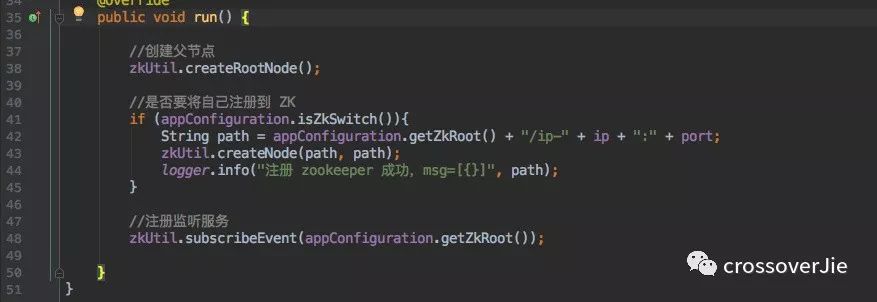 34 @Override
35 public void run() {
36
37 //创建父节点
38 zkUtil.createRootNode();
39
40 //是否要将自己注册到 ZK
41 if (appConfiguration.isZkSwitch()){
42 String path = appConfiguration.getZkRoot() + "/ip-" + ip + ":" + port;
43 zkUtil.createNode(path, path);
44 logger.info("注册 zookeeper 成功，msg=[{}]", path);
45 }
46
47 //注册监听服务
48 zkUtil.subscribeEvent(appConfiguration.getZkRoot());
49
50 }
51 }
crossoverJie